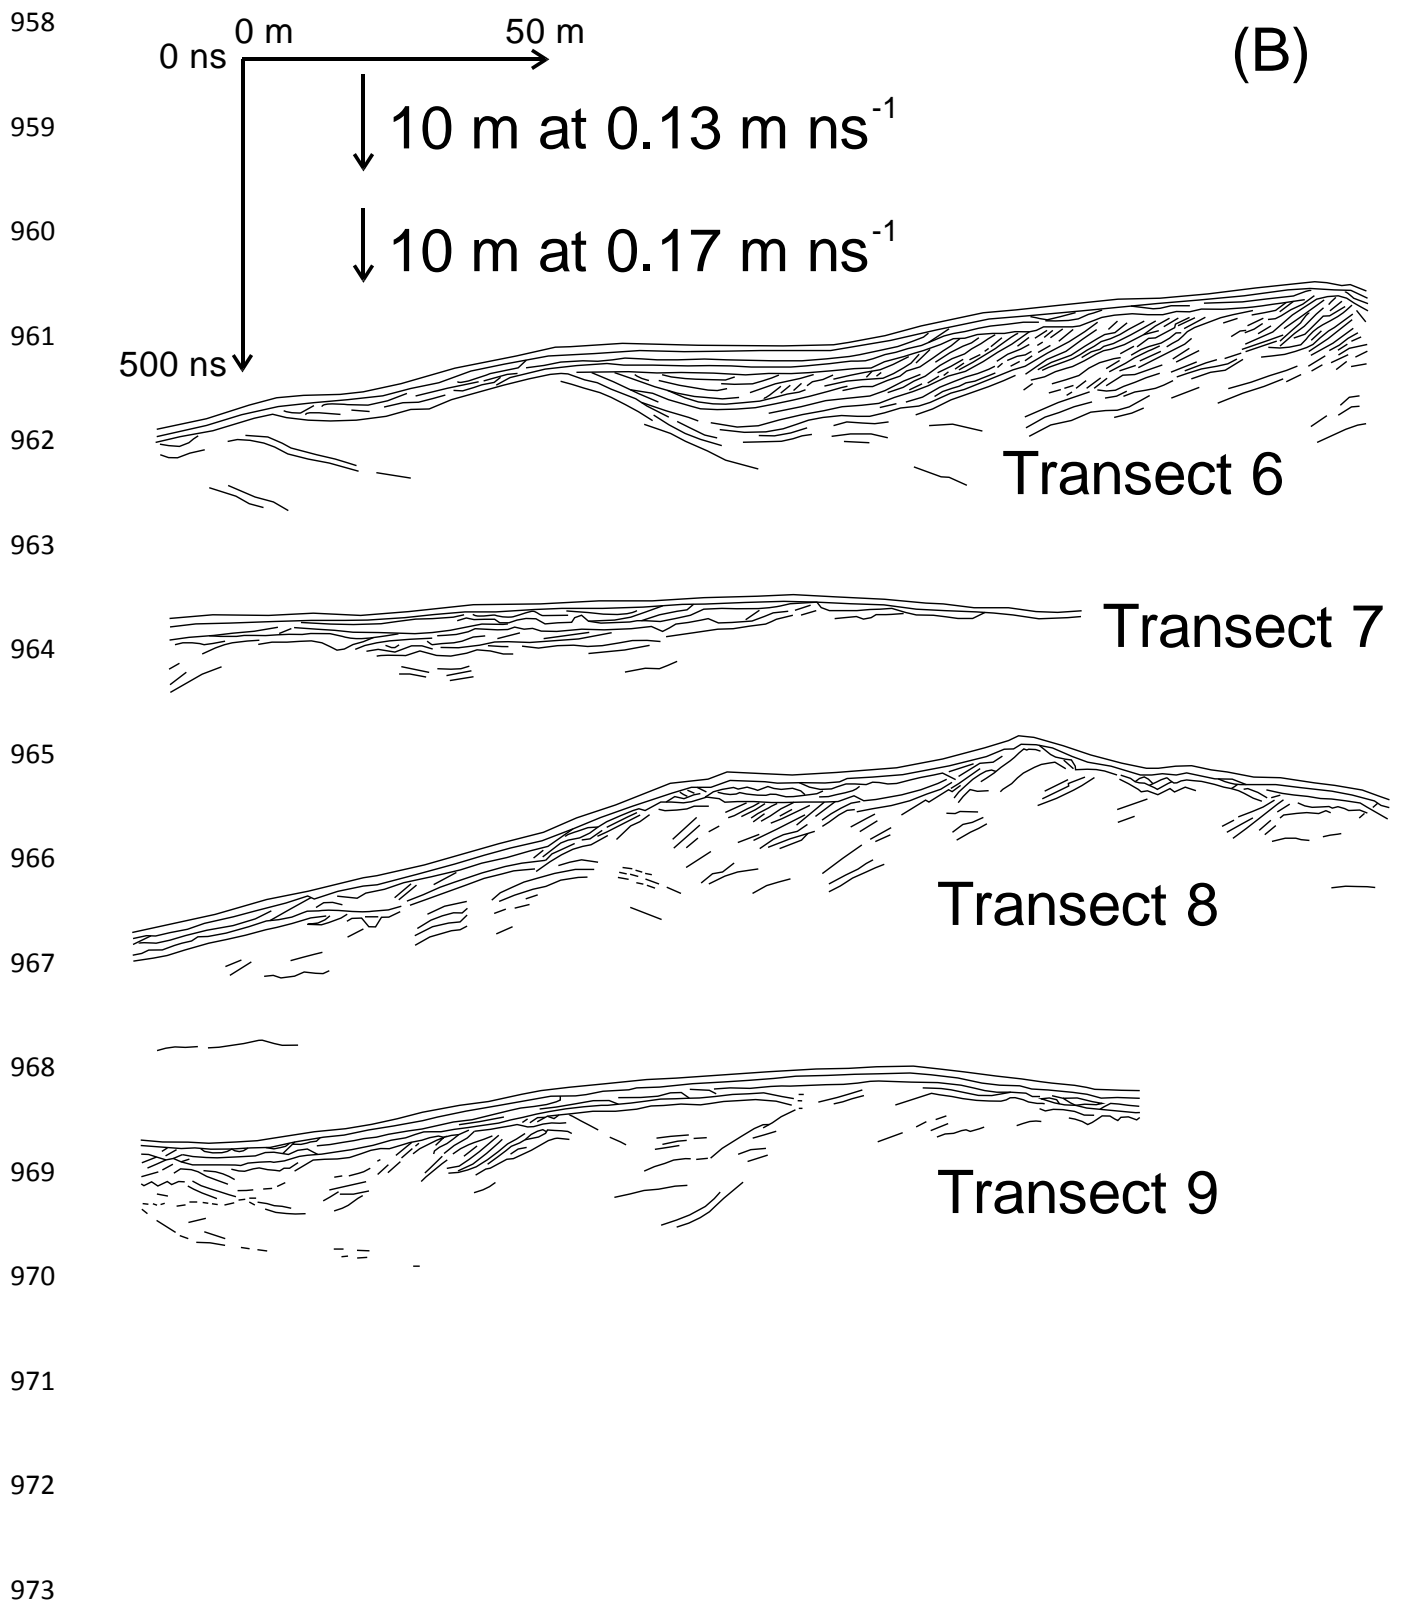 958
0 m 50 m
0 ns
(B)
959
10 m at 0.13 m ns-1
960
10 m at 0.17 m ns-1
961
500 ns
962
Transect 6
963
Transect 7
964
965
966
Transect 8
967
968
969
Transect 9
970
971
972
973